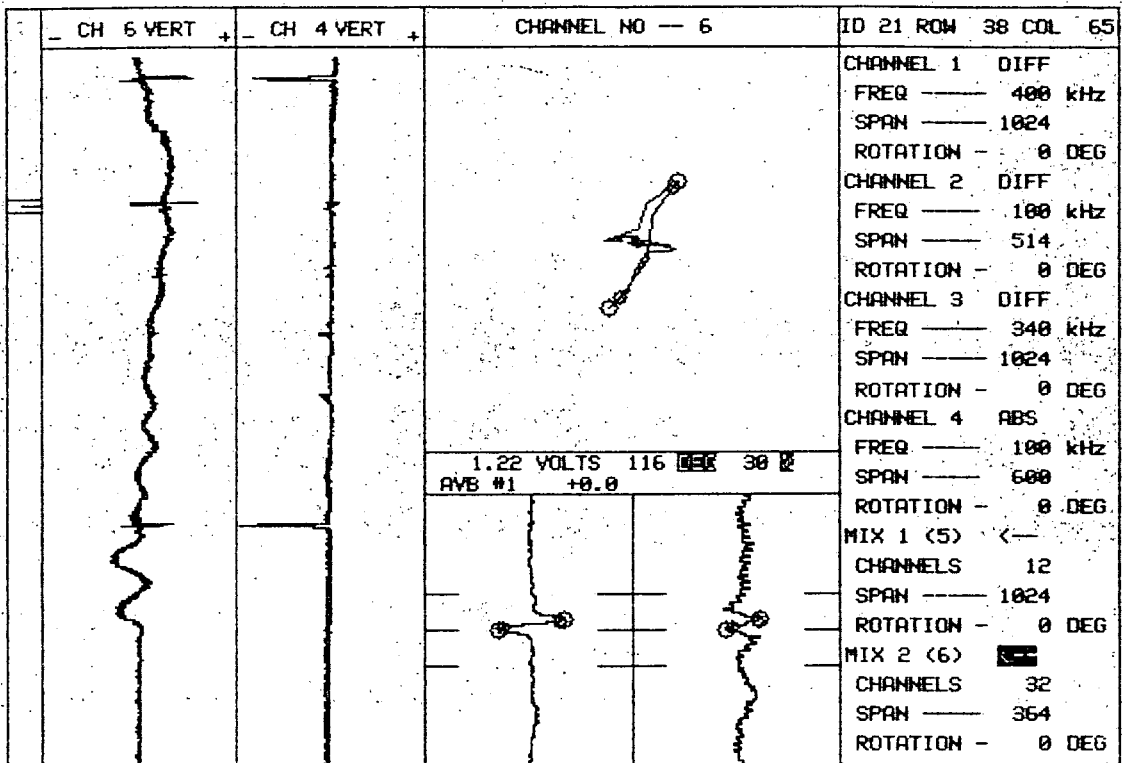 _ CH 6 VERT +
_ CH 4 VERT +
CHANNEL NO -- 6
ID 21 ROW 38 COL 65
1.22 VOLTS 116 DEG 30 %
AVB #1 +0.0
CHANNEL 1 DIFF
FREQ ---- 400 kHz
SPAN ---- 1024
ROTATION - 0 DEG
CHANNEL 2 DIFF
FREQ ---- 100 kHz
SPAN ---- 514
ROTATION - 0 DEG
CHANNEL 3 DIFF
FREQ ---- 340 kHz
SPAN ---- 1024
ROTATION - 0 DEG
CHANNEL 4 ABS
FREQ ---- 100 kHz
SPAN ---- 600
ROTATION - 0 DEG
MIX 1 (5) <--
CHANNELS 12
SPAN ---- 1024
ROTATION - 0 DEG
MIX 2 (6) <--
CHANNELS 32
SPAN ---- 364
ROTATION - 0 DEG